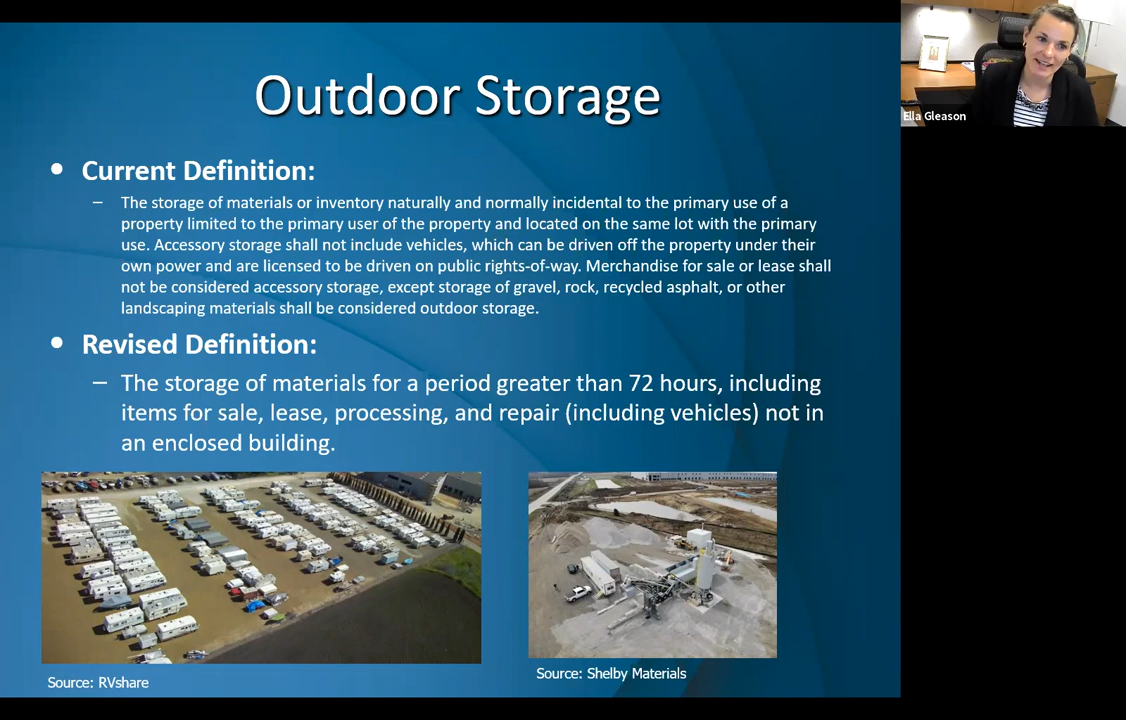 Outdoor Storage
• Current Definition:
– The storage of materials or inventory naturally and normally incidental to the primary use of a
property limited to the primary user of the property and located on the same lot with the primary
use. Accessory storage shall not include vehicles, which can be driven off the property under their
own power and are licensed to be driven on public rights-of-way. Merchandise for sale or lease shall
not be considered accessory storage, except storage of gravel, rock, recycled asphalt, or other
landscaping materials shall be considered outdoor storage.
• Revised Definition:
– The storage of materials for a period greater than 72 hours, including
items for sale, lease, processing, and repair (including vehicles) not in
an enclosed building.
Source: RVshare
Source: Shelby Materials
Ella Gleason